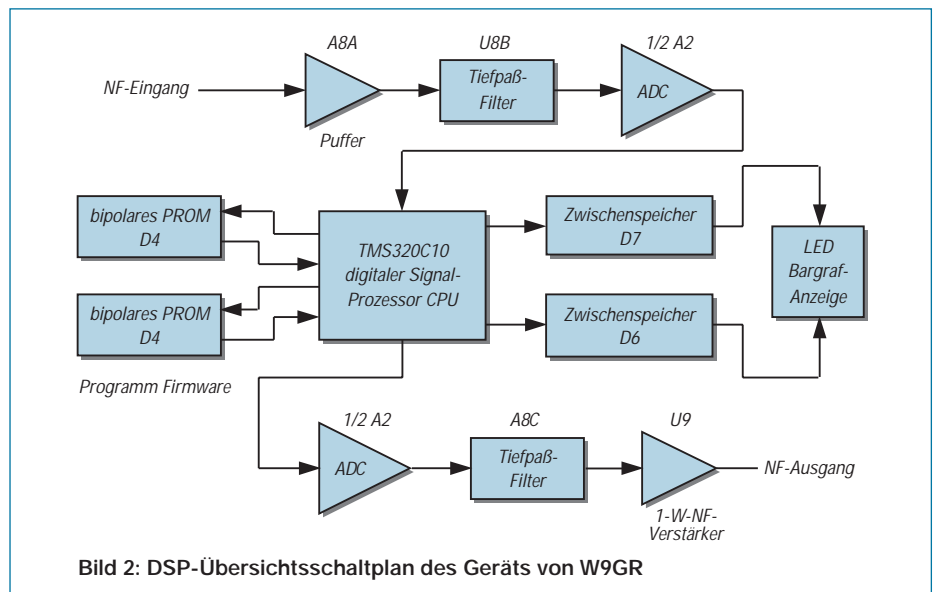 A8A
U8B
1/2 A2
NF-Eingang
Tiefpaß-
Filter
ADC
Puffer
bipolares PROM
D4
TMS320C10
digitaler Signal-
Prozessor CPU
Zwischenspeicher
D7
LED
Bargraf-
Anzeige
bipolares PROM
D4
Zwischenspeicher
D6
Programm Firmware
1/2 A2
A8C
U9
ADC
Tiefpaß-
Filter
NF-Ausgang
1-W-NF-
Verstärker
Bild 2: DSP-Übersichtsschaltplan des Geräts von W9GR